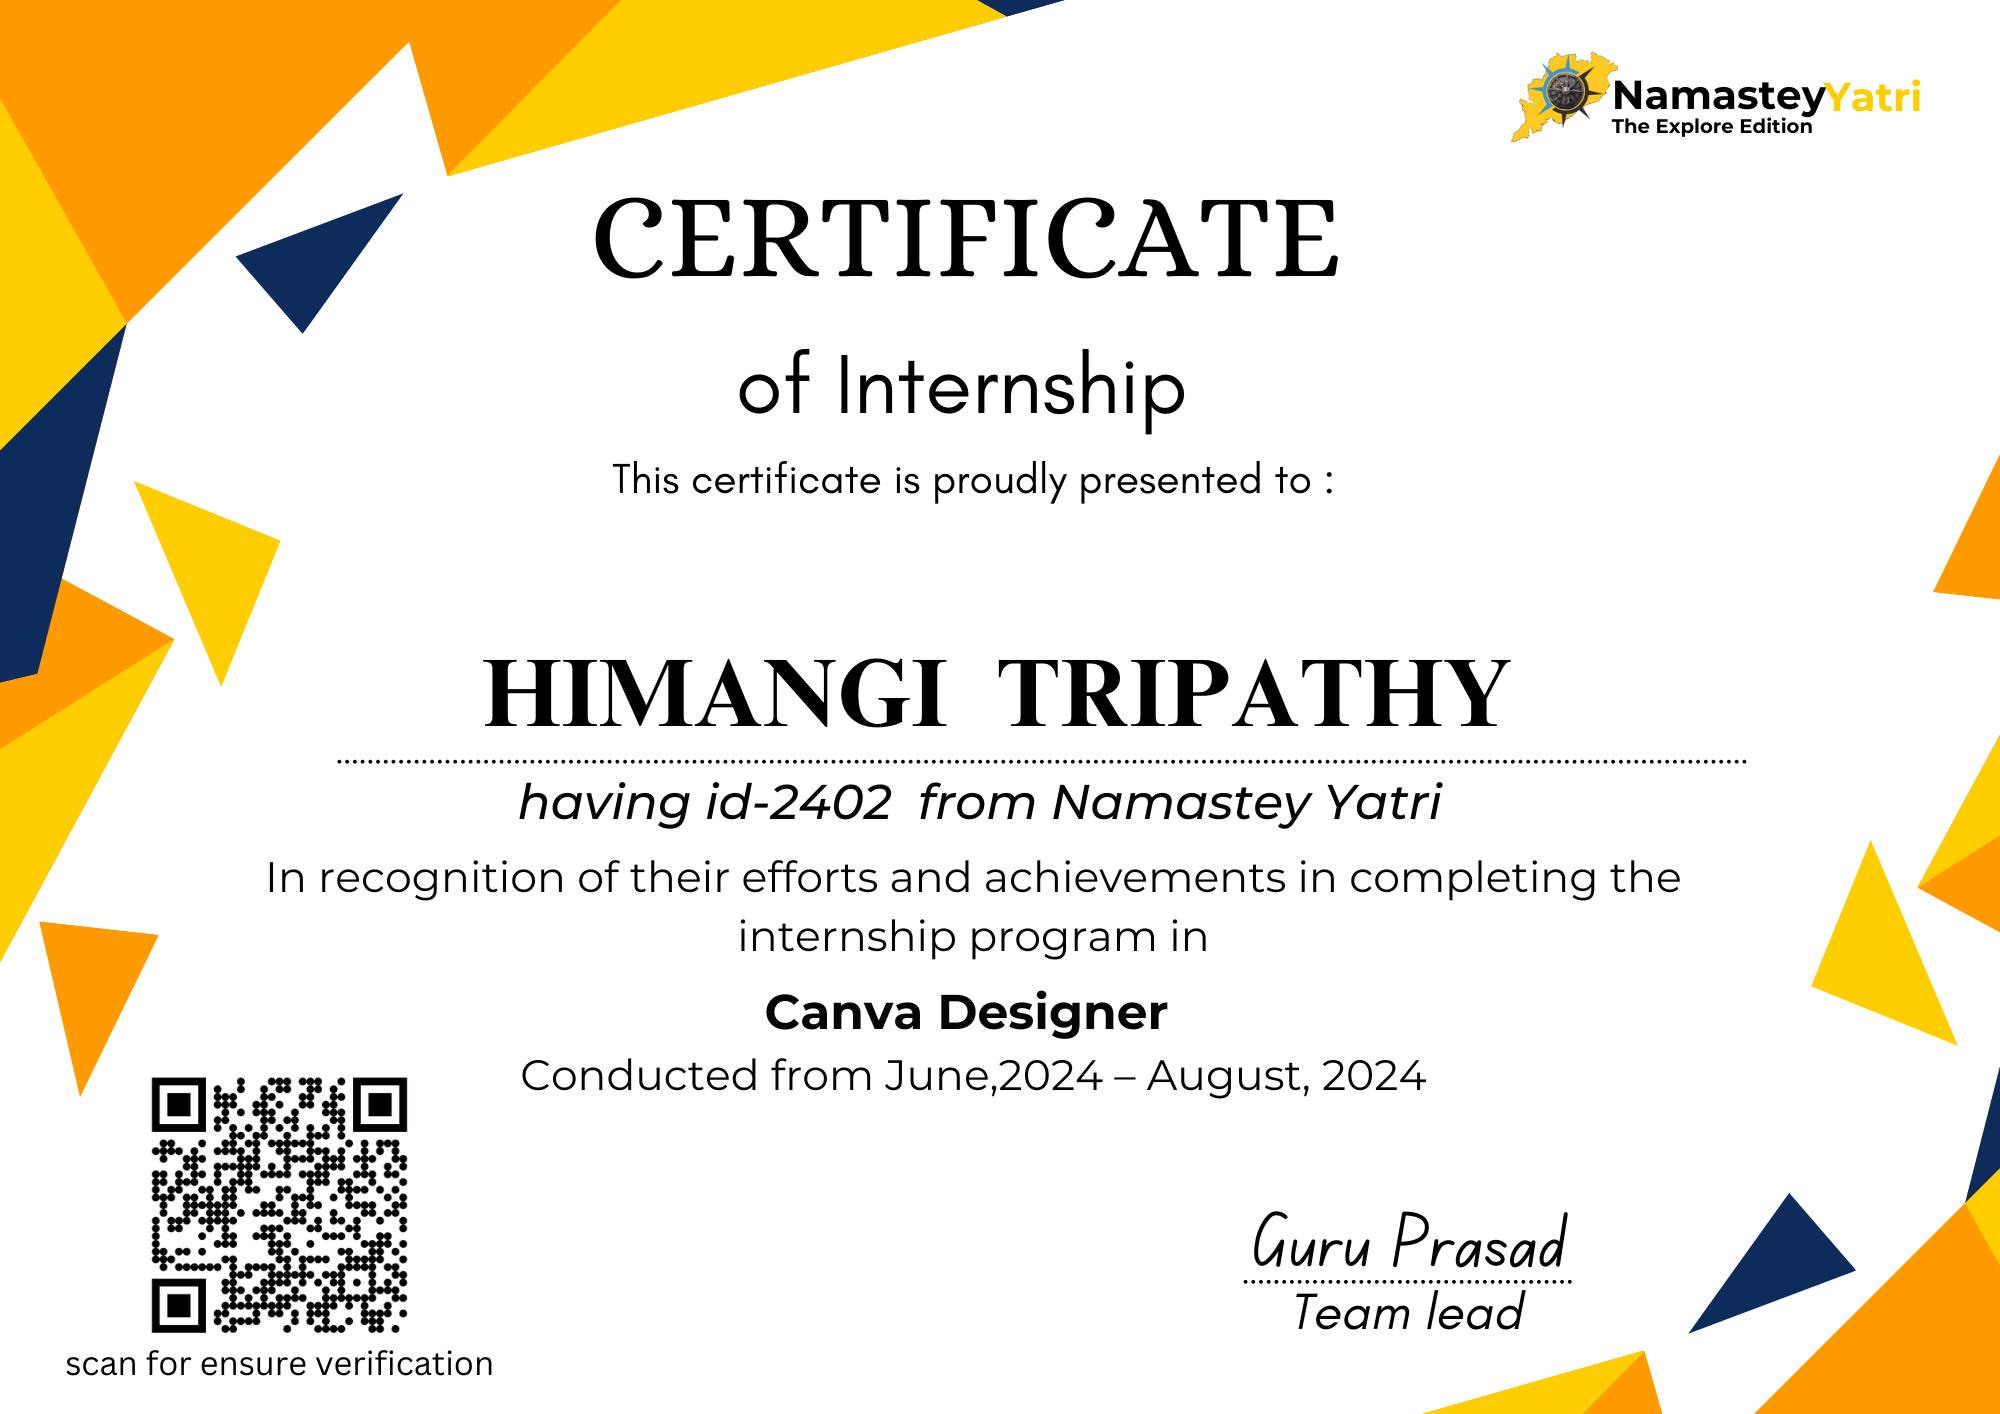 NamasteyYatri
The Explore Edition
CERTIFICATE
of Internship
This certificate is proudly presented to :
HIMANGI TRIPATHY
having id-2402 from Namastey Yatri
In recognition of their efforts and achievements in completing the
internship program in
Canva Designer
Conducted from June,2024 – August, 2024
Guru Prasad
Team lead
scan for ensure verification